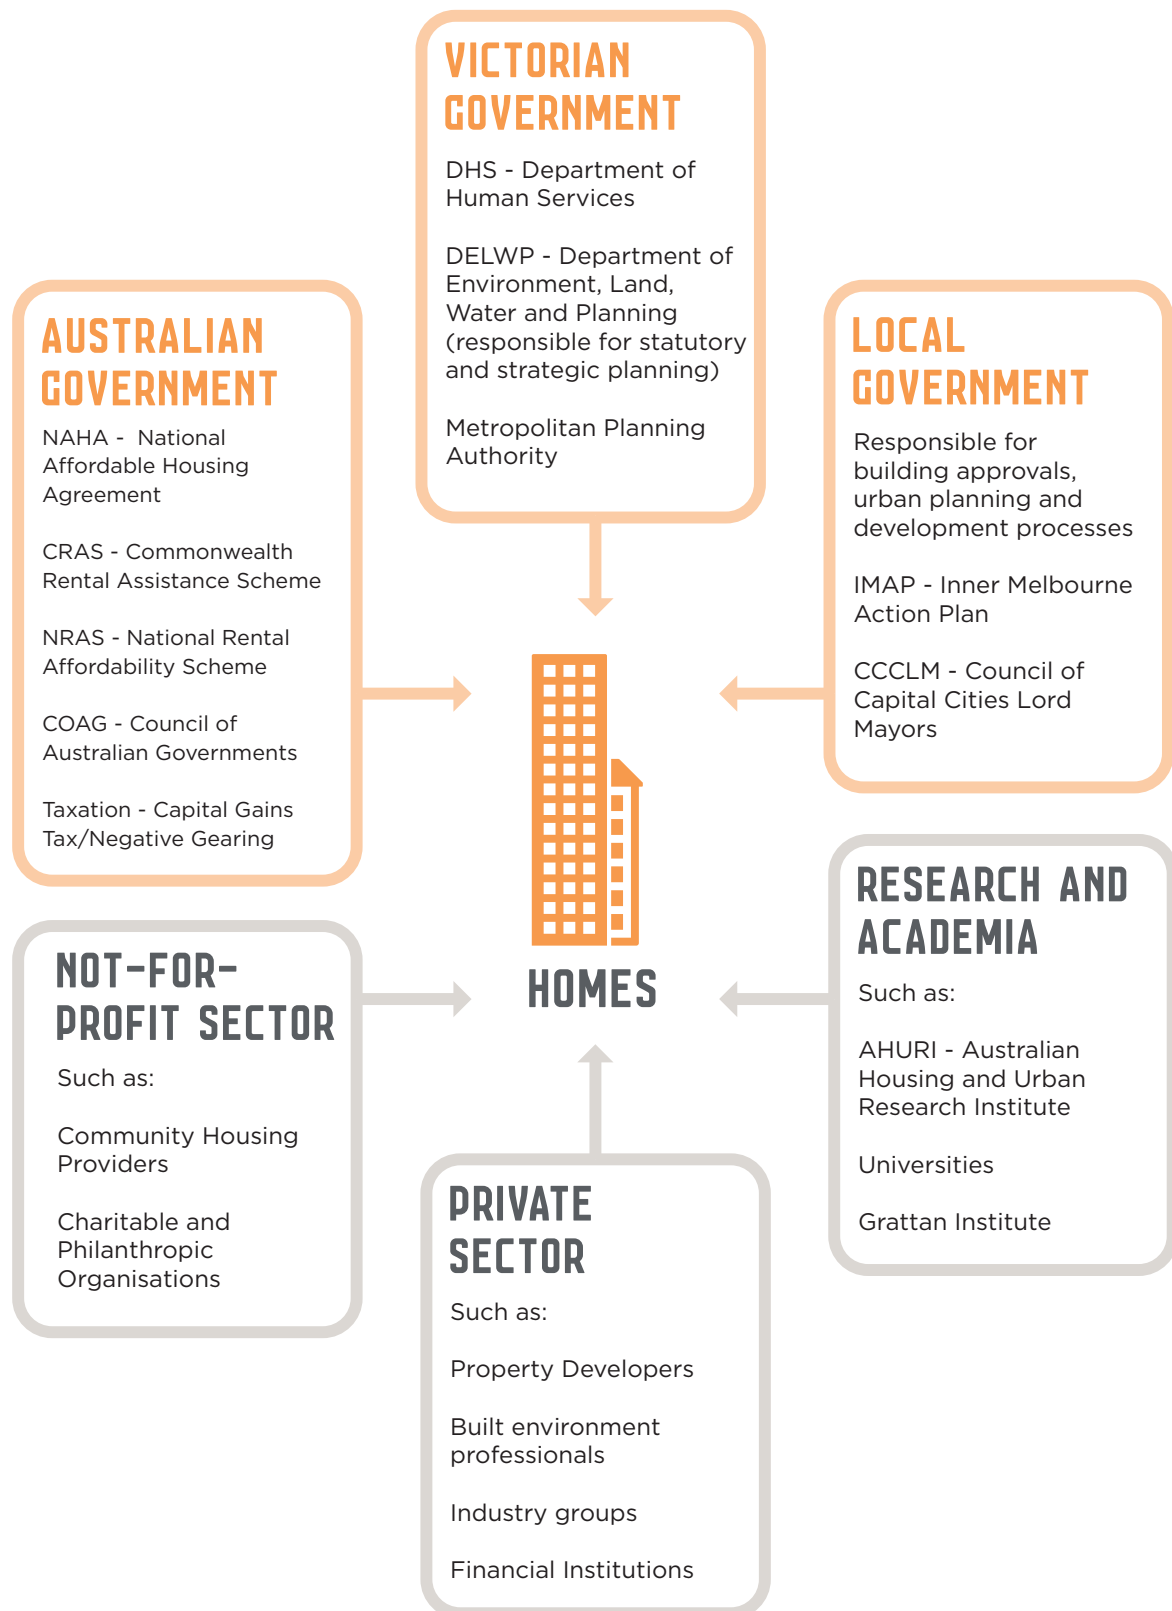 VICTORIAN
GOVERNMENT
DHS - Department of
Human Services
DELWP - Department of
Environment, Land,
Water and Planning
(responsible for statutory
and strategic planning)
Metropolitan Planning
Authority
AUSTRALIAN
GOVERNMENT
NAHA - National
Affordable Housing
Agreement
CRAS - Commonwealth
Rental Assistance Scheme
NRAS - National Rental
Affordability Scheme
COAG - Council of
Australian Governments
Taxation - Capital Gains
Tax/Negative Gearing
LOCAL
GOVERNMENT
Responsible for
building approvals,
urban planning and
development processes
IMAP - Inner Melbourne
Action Plan
CCCLM - Council of
Capital Cities Lord
Mayors
HOMES
NOT-FOR-
PROFIT SECTOR
Such as:
Community Housing
Providers
Charitable and
Philanthropic
Organisations
RESEARCH AND
ACADEMIA
Such as:
AHURI - Australian
Housing and Urban
Research Institute
Universities
Grattan Institute
PRIVATE
SECTOR
Such as:
Property Developers
Built environment
professionals
Industry groups
Financial Institutions